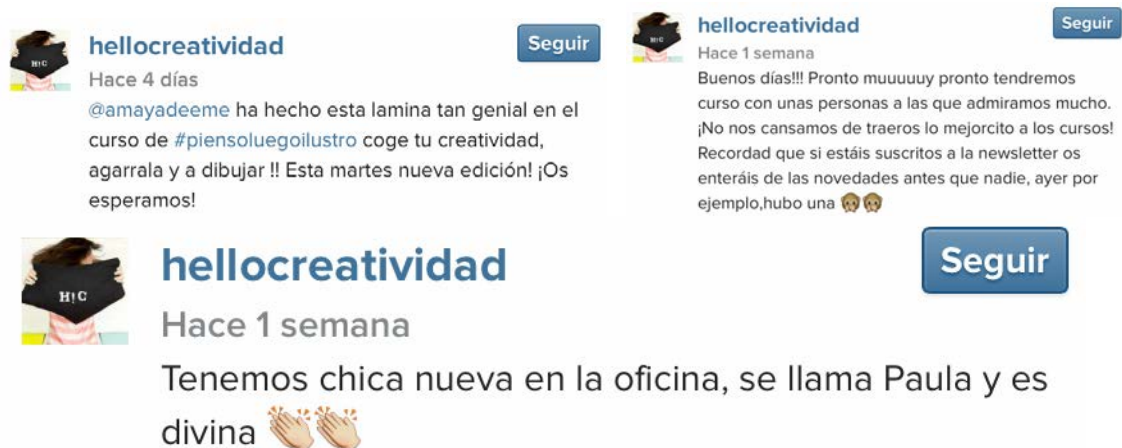 hellocreatividad
Seguir
Hace 4 días
@amayadeeme ha hecho esta lamina tan genial en el
curso de #piensoluegoilustro coge tu creatividad,
agarrala y a dibujar !! Esta martes nueva edición! ¡Os
esperamos!
hellocreatividad
Seguir
Hace 1 semana
Buenos días!!! Pronto muuuuuy pronto tendremos
curso con unas personas a las que admiramos mucho.
¡No nos cansamos de traeros lo mejorcito a los cursos!
Recordad que si estáis suscritos a la newsletter os
enteráis de las novedades antes que nadie, ayer por
ejemplo,hubo una 🙊🙊
H!C
hellocreatividad
Seguir
Hace 1 semana
Tenemos chica nueva en la oficina, se llama Paula y es
divina 👏👏